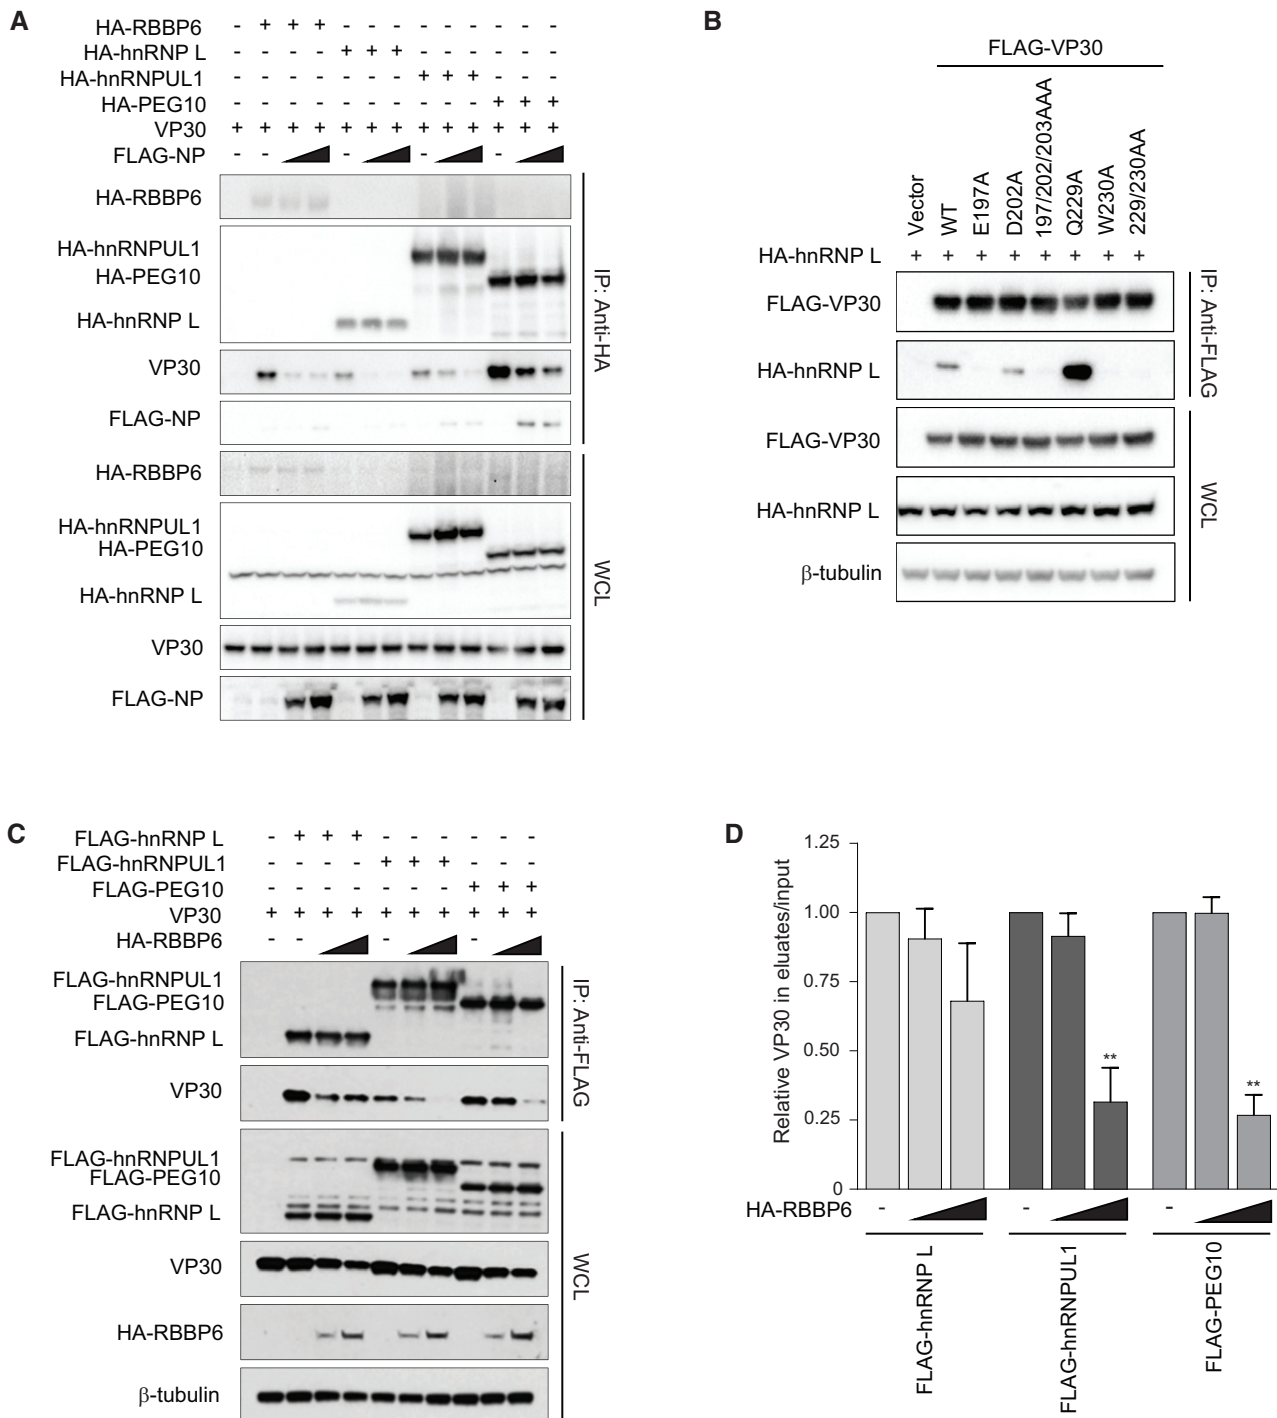 A
HA-RBBP6 - + + + - - - - - - - - -
HA-hnRNP L - - - - + + + - - - - - -
HA-hnRNPUL1 - - - - - - - + + + - - -
HA-PEG10 - - - - - - - - - - + + +
VP30 + + + + + + + + + + + + +
FLAG-NP - - - - -
HA-RBBP6
HA-hnRNPUL1
HA-PEG10
HA-hnRNP L
VP30
FLAG-NP
IP: Anti-HA
HA-RBBP6
HA-hnRNPUL1
HA-PEG10
HA-hnRNP L
VP30
FLAG-NP
WCL
B
FLAG-VP30
Vector
WT
E197A
D202A
197/202/203AAA
Q229A
W230A
229/230AA
HA-hnRNP L + + + + + + + +
FLAG-VP30
HA-hnRNP L
IP: Anti-FLAG
FLAG-VP30
HA-hnRNP L
β-tubulin
WCL
C
FLAG-hnRNP L - + + + - - - - - -
FLAG-hnRNPUL1 - - - - + + + - - -
FLAG-PEG10 - - - - - - - + + +
VP30 + + + + + + + + + +
HA-RBBP6 - - - -
FLAG-hnRNPUL1
FLAG-PEG10
FLAG-hnRNP L
VP30
IP: Anti-FLAG
FLAG-hnRNPUL1
FLAG-PEG10
FLAG-hnRNP L
VP30
HA-RBBP6
β-tubulin
WCL
D
Relative VP30 in eluates/input
1.25
1.00
0.75
0.50
0.25
0
**
**
HA-RBBP6 - - -
FLAG-hnRNP L
FLAG-hnRNPUL1
FLAG-PEG10